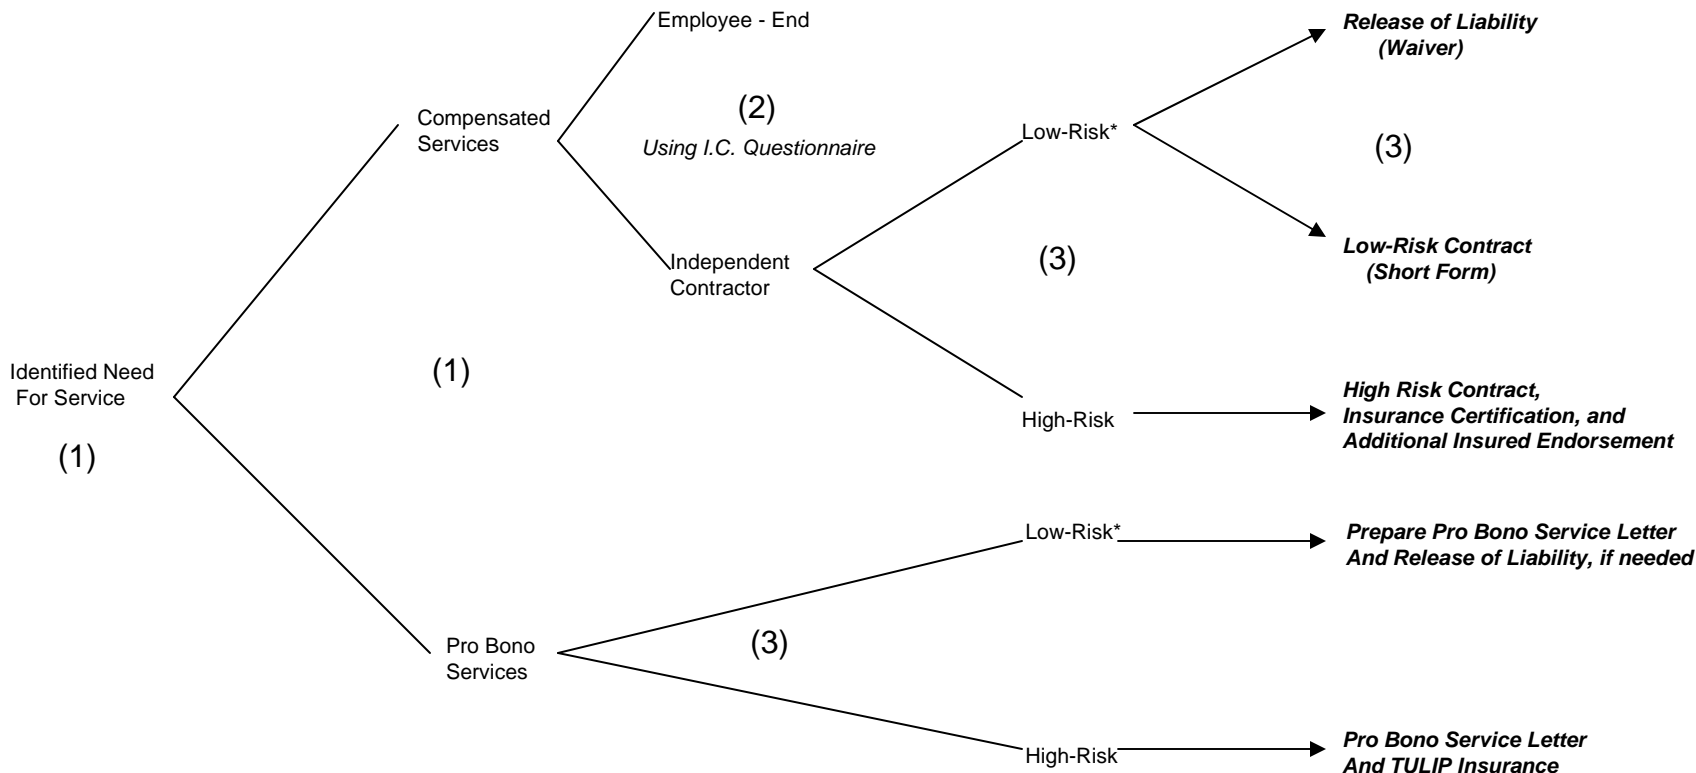 Employee - End
Release of Liability
(Waiver)
Compensated
Services
(2)
Using I.C. Questionnaire
Low-Risk*
(3)
Independent
Contractor
(3)
Low-Risk Contract
(Short Form)
Identified Need
For Service
(1)
(1)
High-Risk
High Risk Contract,
Insurance Certification, and
Additional Insured Endorsement
Low-Risk*
Prepare Pro Bono Service Letter
And Release of Liability, if needed
Pro Bono
Services
(3)
High-Risk
Pro Bono Service Letter
And TULIP Insurance